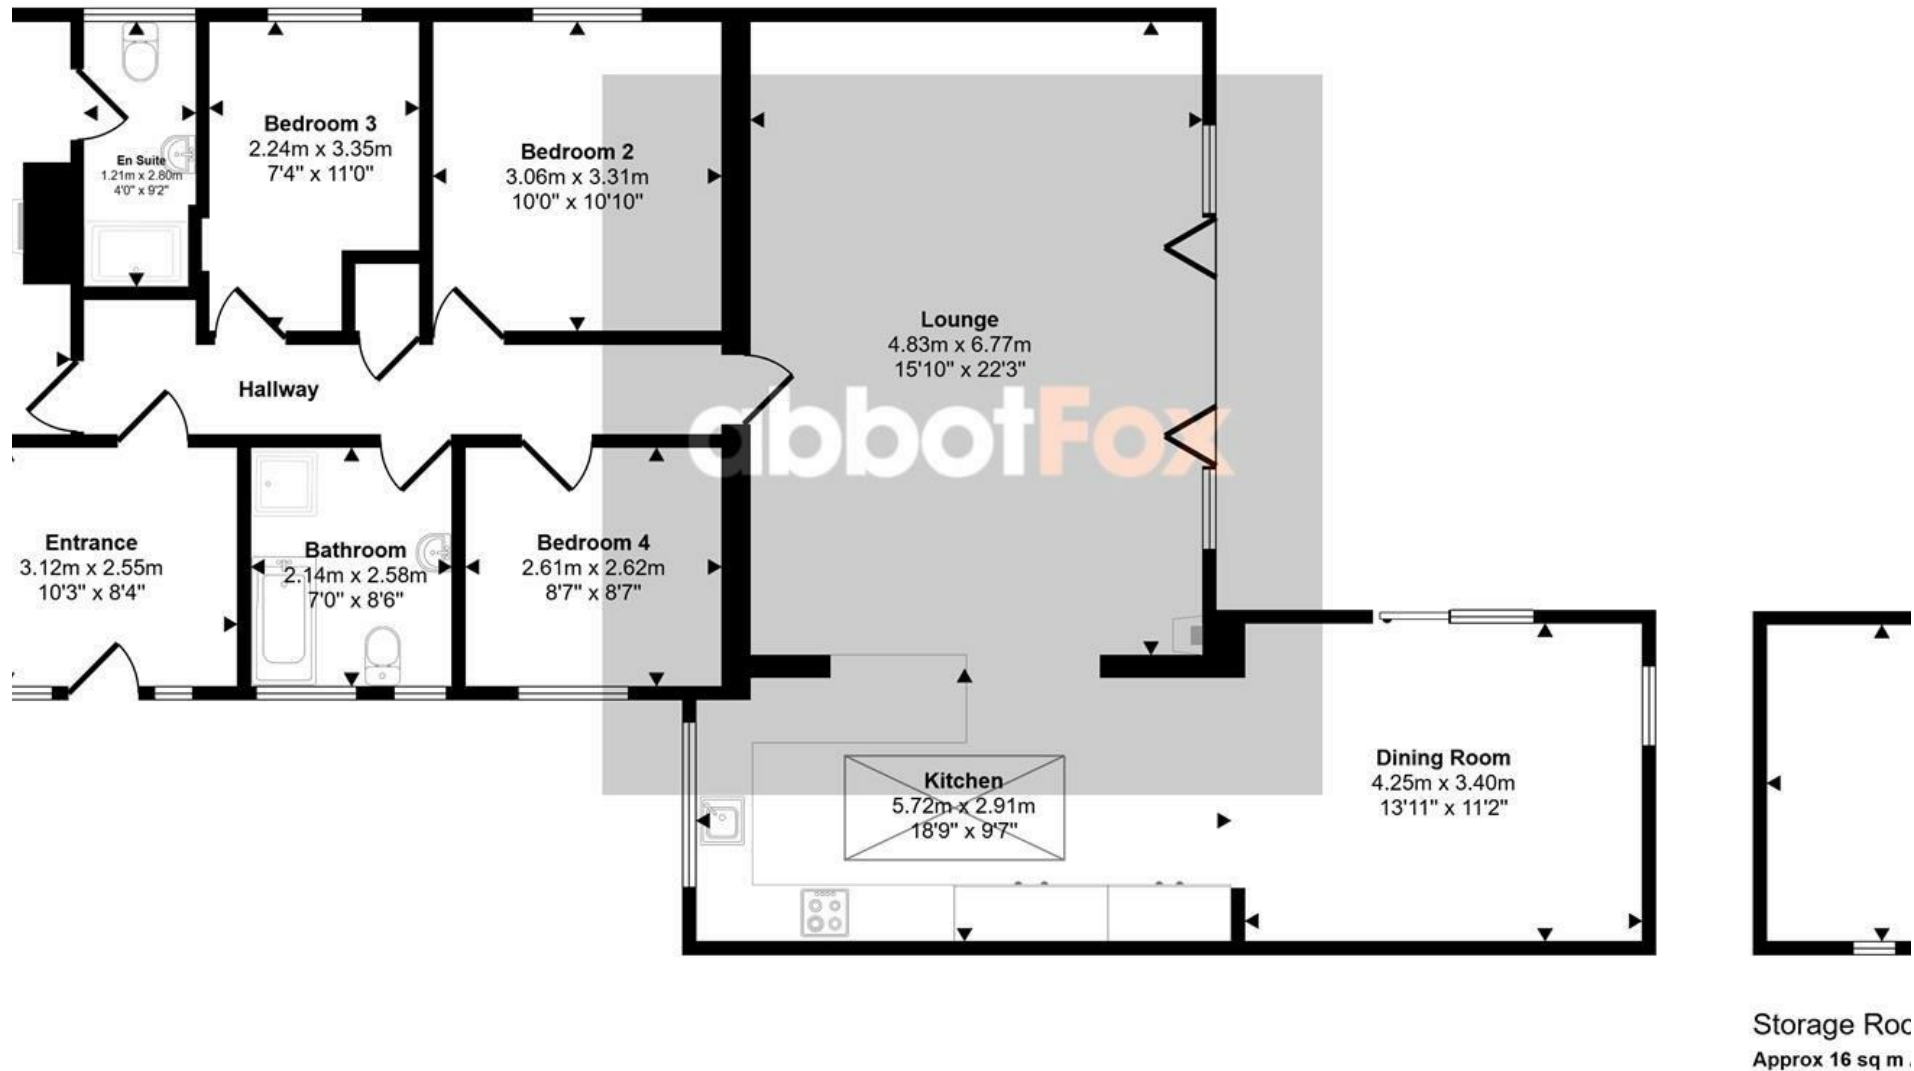 Bedroom 3
2.24m x 3.35m
7'4" x 11'0"
Bedroom 2
3.06m x 3.31m
10'0" x 10'10"
En Suite
1.21m x 2.80m
4'0" x 9'2"
Lounge
4.83m x 6.77m
15'10" x 22'3"
Hallway
abbotFox
Entrance
3.12m x 2.55m
10'3" x 8'4"
Bathroom
2.14m x 2.58m
7'0" x 8'6"
Bedroom 4
2.61m x 2.62m
8'7" x 8'7"
Kitchen
5.72m x 2.91m
18'9" x 9'7"
Dining Room
4.25m x 3.40m
13'11" x 11'2"
Storage
Approx 16 sq m